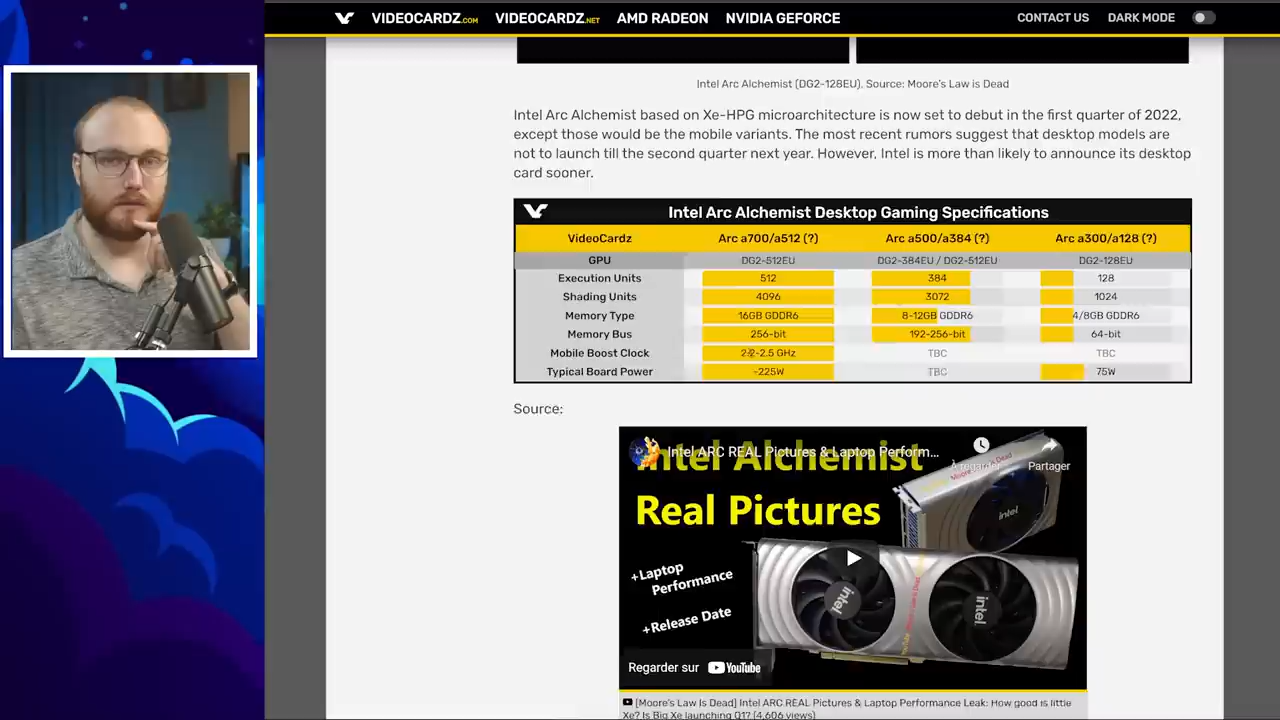 VIDEOCARDZ.COM VIDEOCARDZ.NET AMD RADEON NVIDIA GEFORCE CONTACT US DARK MODE
Intel Arc Alchemist (DG2-128EU), Source: Moore's Law is Dead
Intel Arc Alchemist based on Xe-HPG microarchitecture is now set to debut in the first quarter of 2022,
except those would be the mobile variants. The most recent rumors suggest that desktop models are
not to launch till the second quarter next year. However, Intel is more than likely to announce its desktop
card sooner.
Intel Arc Alchemist Desktop Gaming Specifications
VideoCardz Arc a700/a512 (?) Arc a500/a384 (?) Arc a300/a128 (?)
GPU DG2-512EU DG2-384EU / DG2-512EU DG2-128EU
Execution Units 512 384 128
Shading Units 4096 3072 1024
Memory Type 16GB GDDR6 8-12GB GDDR6 4/8GB GDDR6
Memory Bus 256-bit 192-256-bit 64-bit
Mobile Boost Clock 2.2-2.5 GHz TBC TBC
Typical Board Power ~225W TBC 75W
Source:
Intel ARC REAL Pictures & Laptop Perform...
À regarder Partager
Intel Alchemist
Real Pictures
Moore's Law is Dead
intel
+Laptop
Performance
+Release Date
intel
intel
Regarder sur YouTube
[Moore's Law Is Dead] Intel ARC REAL Pictures & Laptop Performance Leak: How good is little
Xe? Is Big Xe launching Q1? (4,606 views)